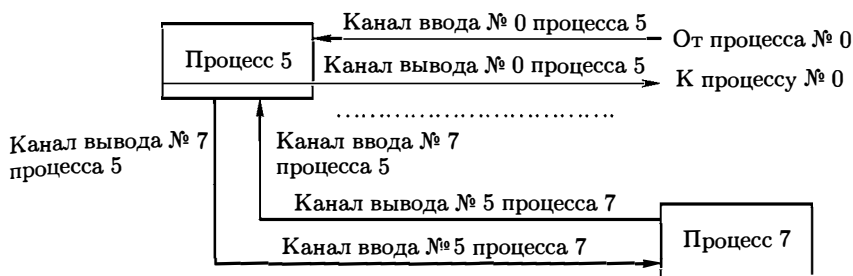 Канал ввода № 0 процесса 5
От процесса № 0
Процесс 5
Канал вывода № 0 процесса 5
К процессу № 0
Канал вывода № 7
процесса 5
Канал ввода № 7
процесса 5
Канал вывода № 5 процесса 7
Канал ввода № 5 процесса 7
Процесс 7